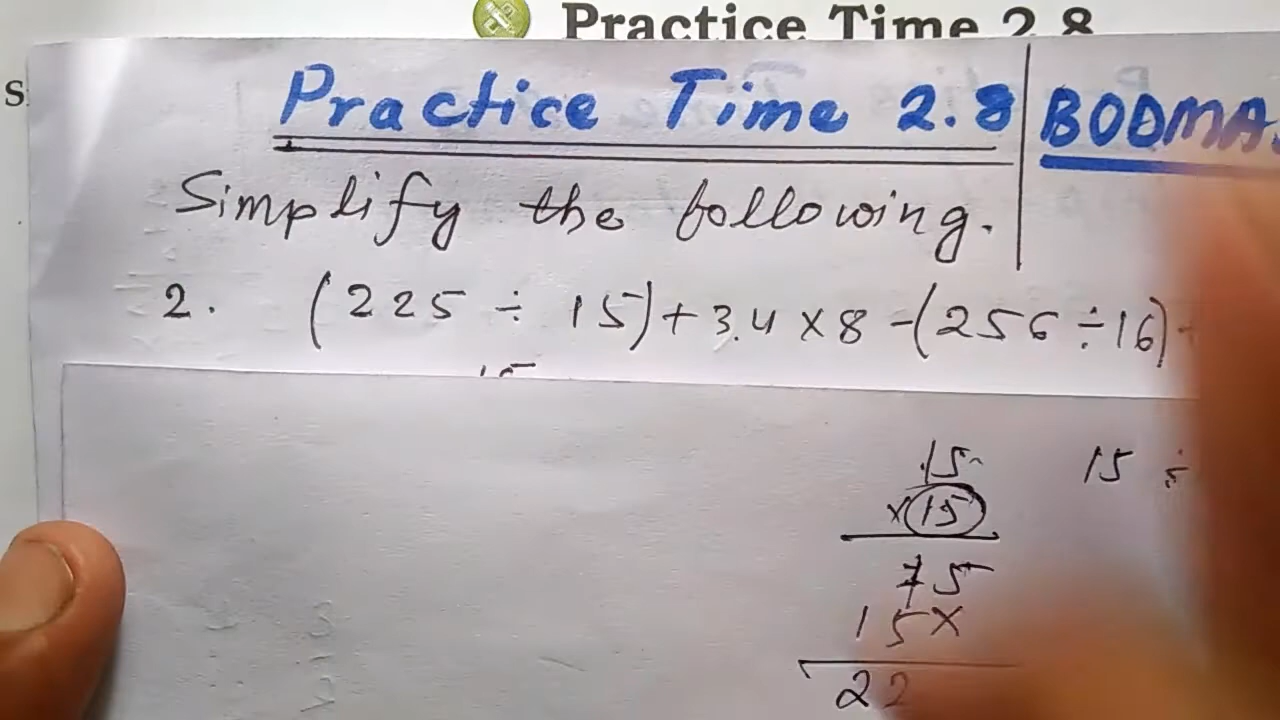 Practice Time 2.8
S
Practice Time 2.8
Simplify the following.
2. (225 ÷ 15) + 3.4 × 8 - (256 ÷ 16) -
15
15 15 ÷
×15
75
15×
22